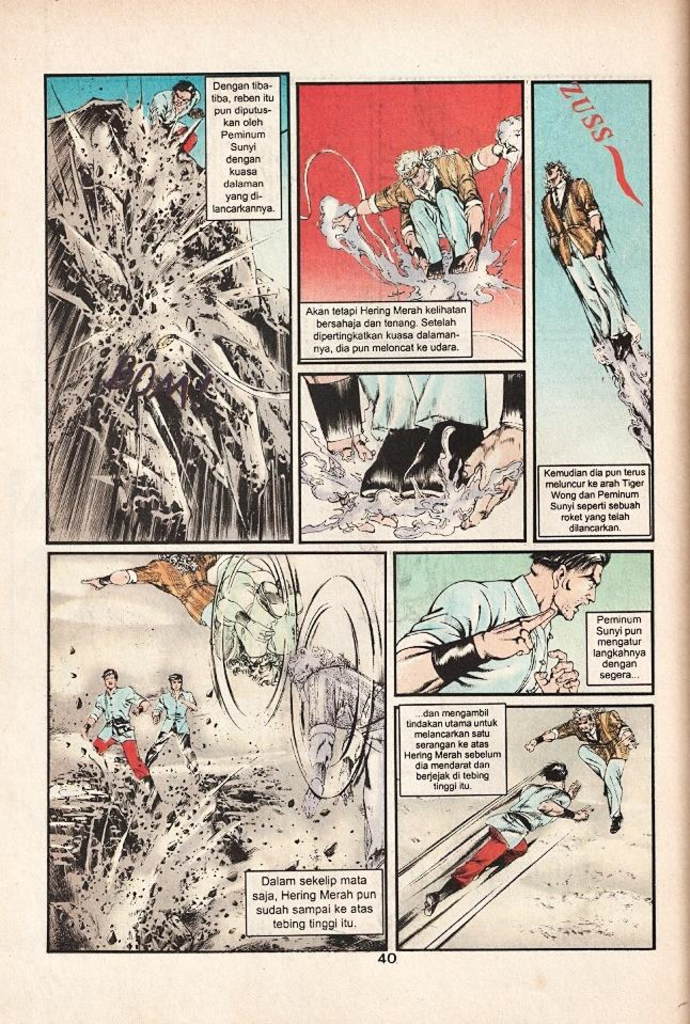 Dengan tiba-
tiba, reben itu
pun diputus-
kan oleh
Peminum
Sunyi
dengan
kuasa
dalaman
yang di-
lancarkannya.
Akan tetapi Hering Merah kelihatan
bersahaja dan tenang. Setelah
dipertingkatkan kuasa dalaman-
nya, dia pun meloncat ke udara.
ZUSS
Kemudian dia pun terus
meluncur ke arah Tiger
Wong dan Peminum
Sunyi seperti sebuah
roket yang telah
dilancarkan.
Dalam sekelip mata
saja, Hering Merah pun
sudah sampai ke atas
tebing tinggi itu.
Peminum
Sunyi pun
mengatur
langkahnya
dengan
segera...
...dan mengambil
tindakan utama untuk
melancarkan satu
serangan ke atas
Hering Merah sebelum
dia mendarat dan
berjejak di tebing
tinggi itu.
40